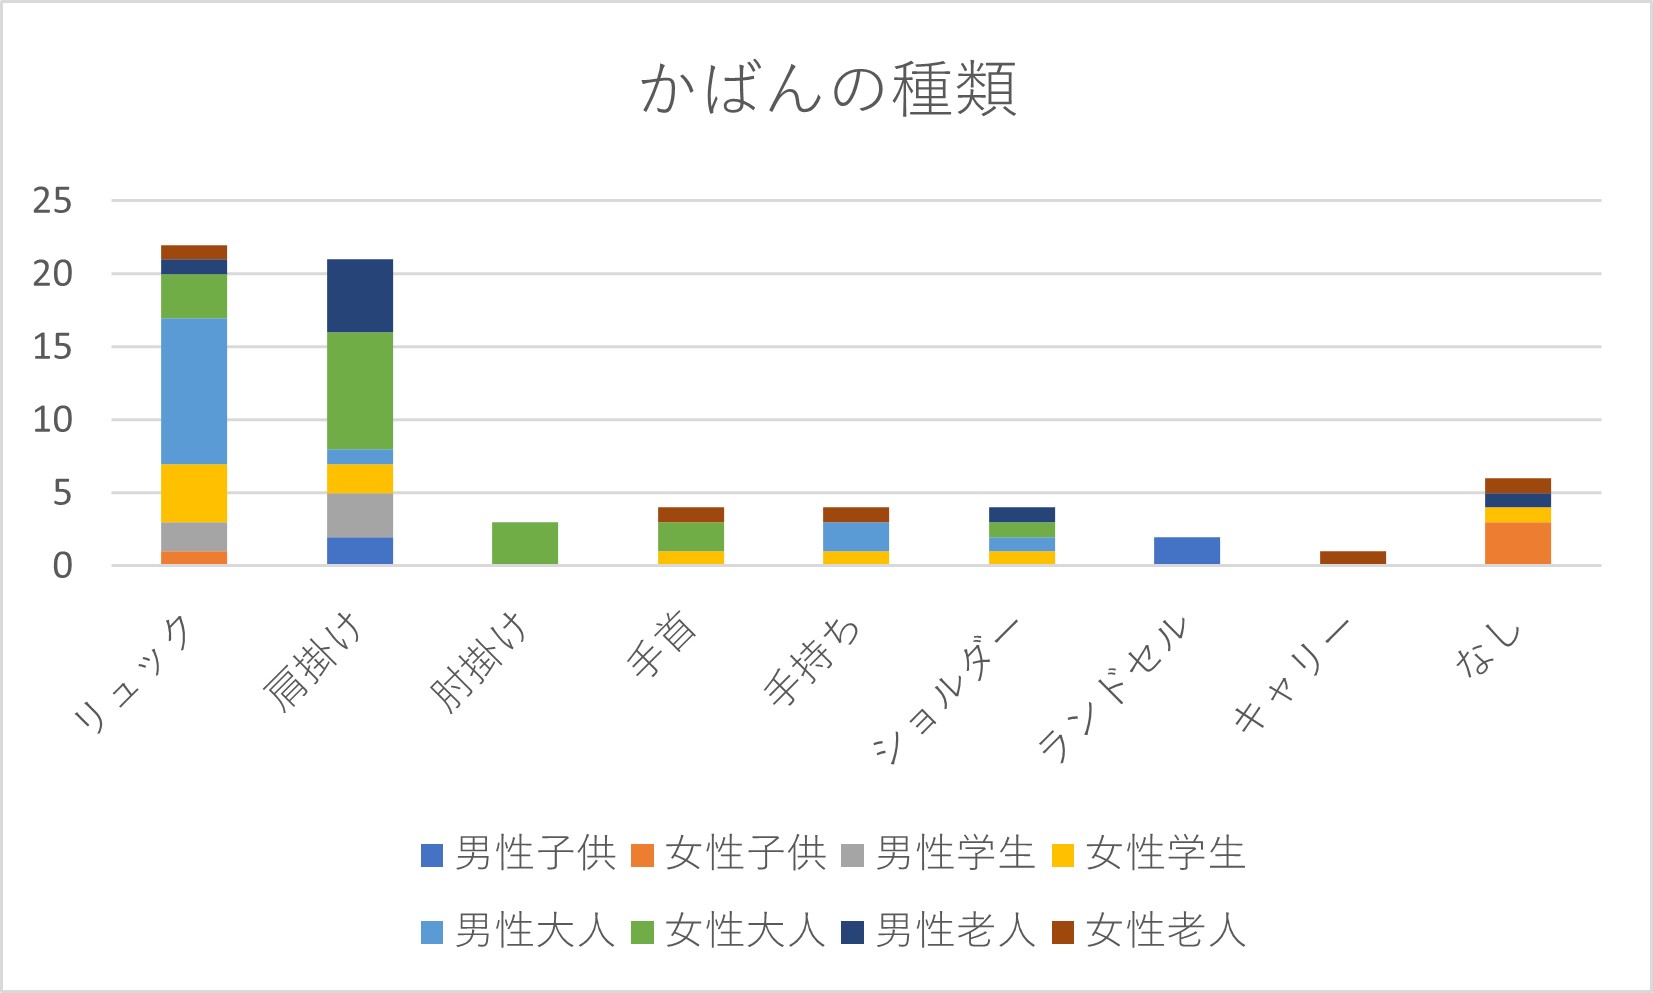 かばんの種類
25
20
15
10
5
0
リュック
肩掛け
肘掛け
手首
手持ち
ショルダー
ランドセル
キャリー
なし
男性子供 女性子供 男性学生 女性学生
男性大人 女性大人 男性老人 女性老人